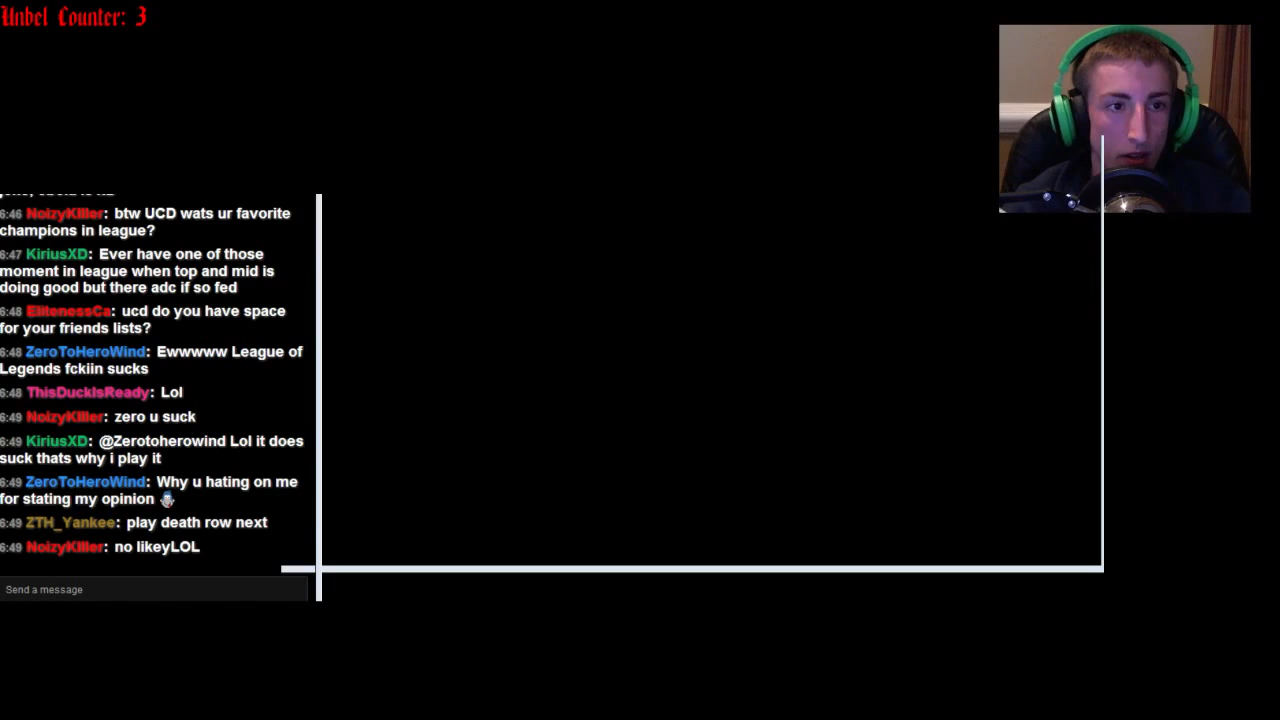 Unbel Counter: 3
6:46 NoizyKIller: btw UCD wats ur favorite
champions in league?
6:47 KiriusXD: Ever have one of those
moment in league when top and mid is
doing good but there adc if so fed
6:48 ElitenessCa: ucd do you have space
for your friends lists?
6:48 ZeroToHeroWind: Ewwwww League of
Legends fckiin sucks
6:48 ThisDuckIsReady: Lol
6:49 NoizyKIller: zero u suck
6:49 KiriusXD: @Zerotoherowind Lol it does
suck thats why i play it
6:49 ZeroToHeroWind: Why u hating on me
for stating my opinion
6:49 ZTH_Yankee: play death row next
6:49 NoizyKIller: no likeyLOL
Send a message